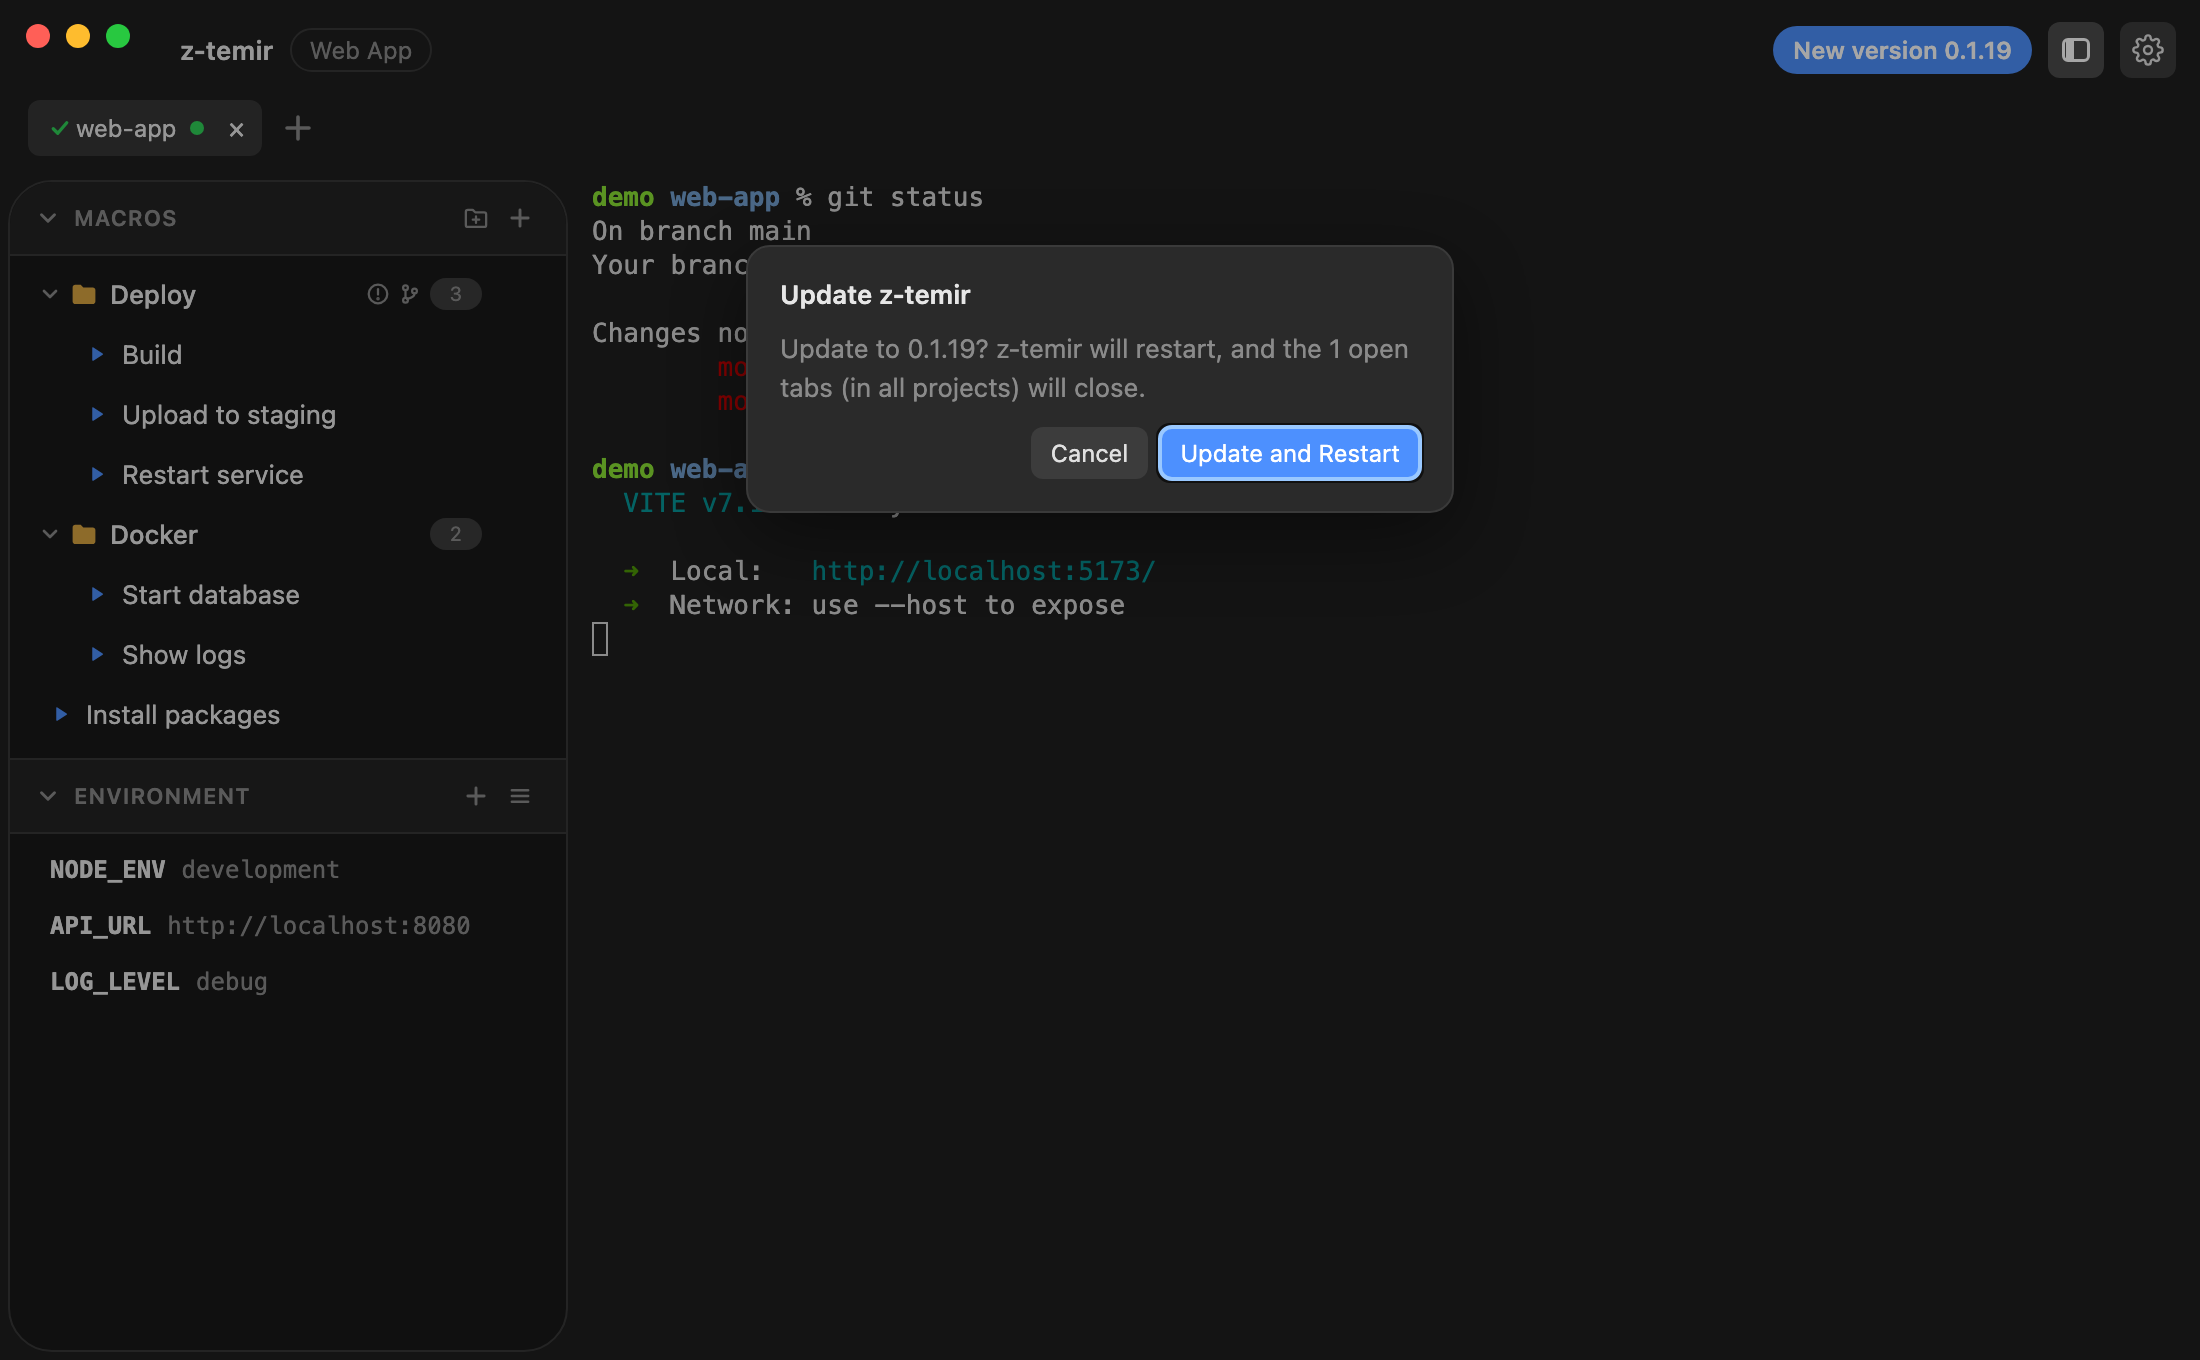 z-temir Web App New version 0.1.19
web-app
MACROS
Deploy 3
Build
Upload to staging
Restart service
Docker 2
Start database
Show logs
Install packages
ENVIRONMENT
NODE_ENV development
API_URL http://localhost:8080
LOG_LEVEL debug
demo web-app % git status
On branch main
Your branc
Changes no
mo
mo
demo web-a
VITE v7.
➜ Local: http://localhost:5173/
➜ Network: use --host to expose
Update z-temir
Update to 0.1.19? z-temir will restart, and the 1 open
tabs (in all projects) will close.
Cancel Update and Restart